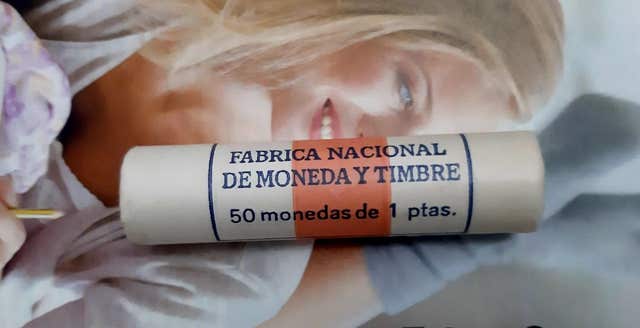 FABRICA NACIONAL
DE MONEDA Y TIMBRE
50 monedas de 1 ptas.